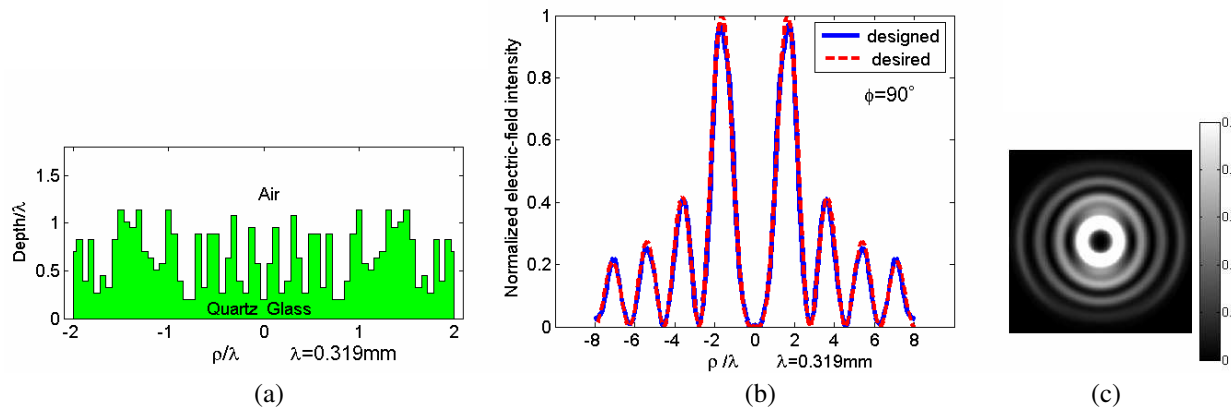 1.5
1
0.5
0
Depth/λ
Air
Quartz Glass
-2
-1
0
1
2
ρ/λ λ=0.319mm
(a)
1
0.8
0.6
0.4
0.2
0
Normalized electric-field intensity
designed
desired
ϕ=90°
-8
-6
-4
-2
0
2
4
6
8
ρ/λ λ=0.319mm
(b)
(c)